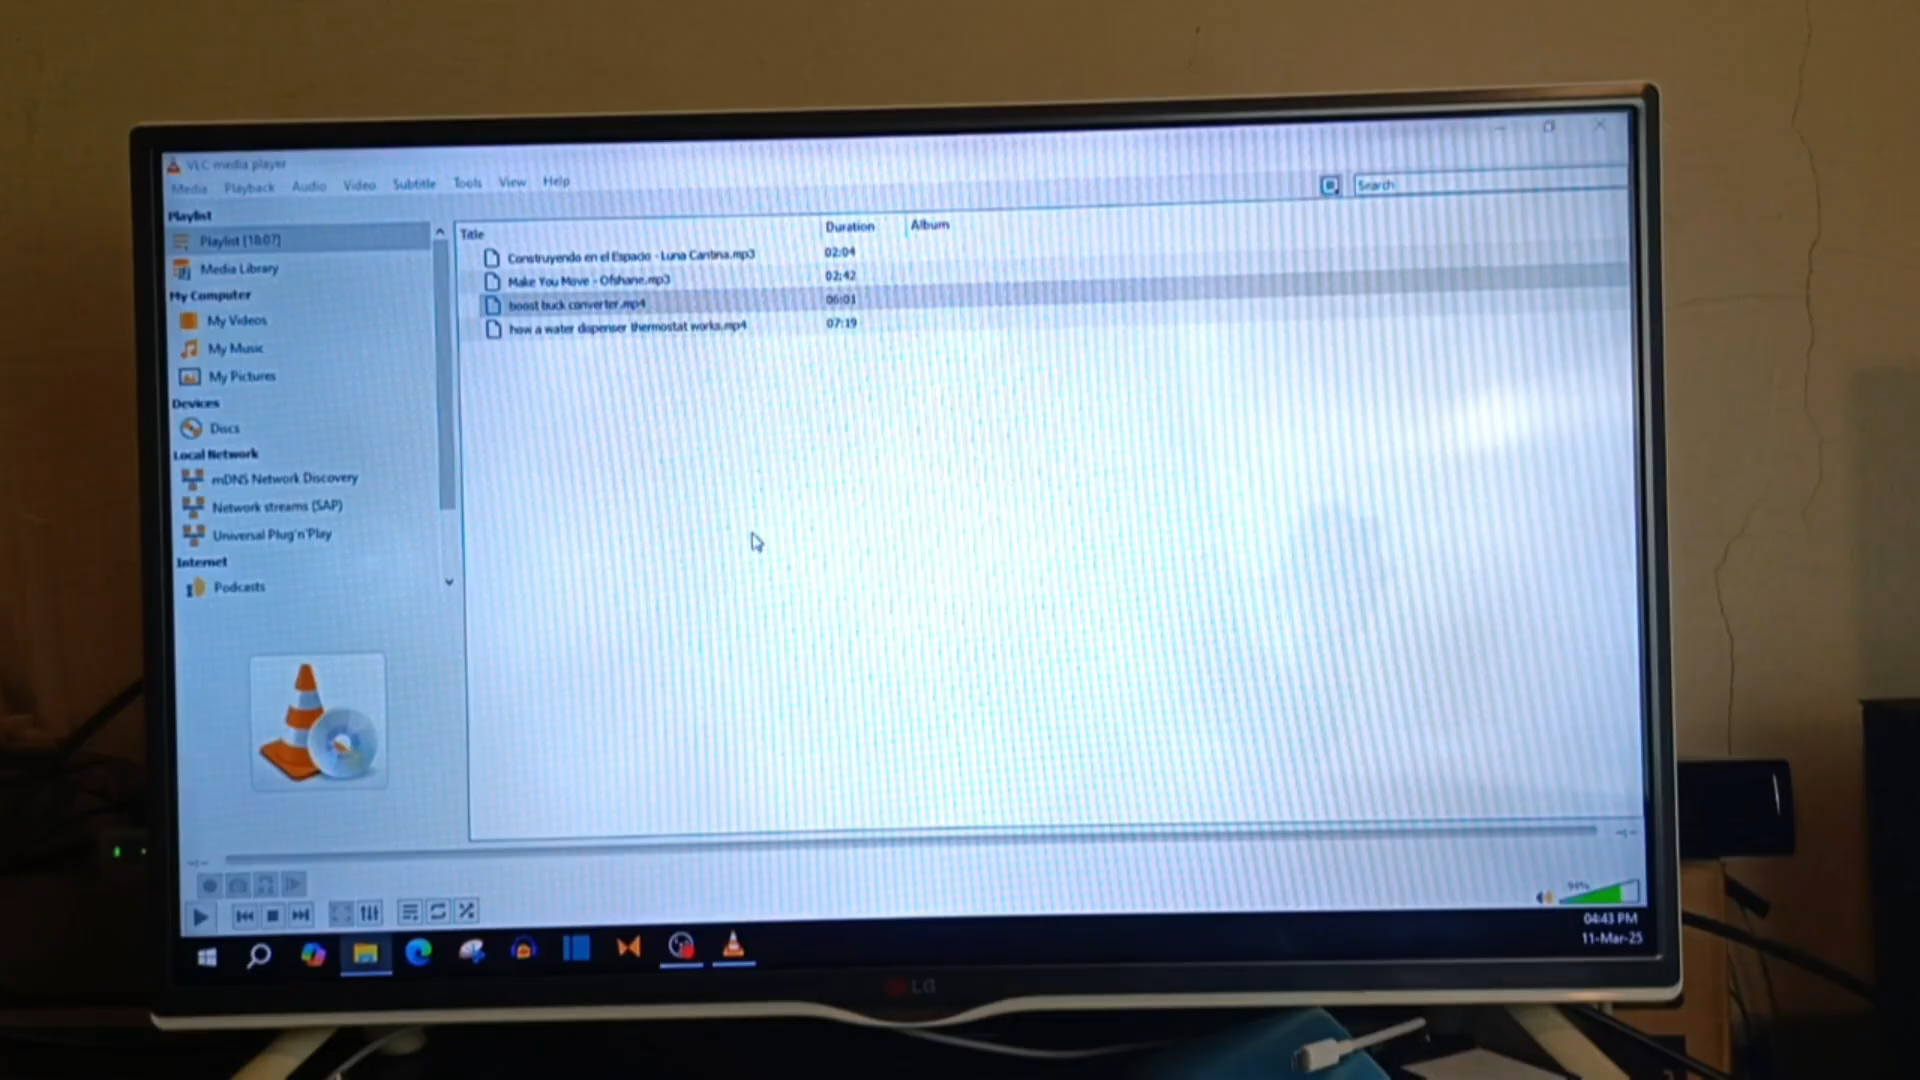 VLC media player
Media Playback Audio Video Subtitle Tools View Help
Search
Playlist
Playlist [18:07]
Media Library
My Computer
My Videos
My Music
My Pictures
Devices
Discs
Local Network
mDNS Network Discovery
Network streams (SAP)
Universal Plug'n'Play
Internet
Podcasts
Title Duration Album
Construyendo en el Espacio - Luna Cantina.mp3 02:04
Make You Move - Ofshane.mp3 02:42
boost buck converter.mp4 06:01
how a water dispenser thermostat works.mp4 07:19
94%
04:43 PM
11-Mar-25
LG